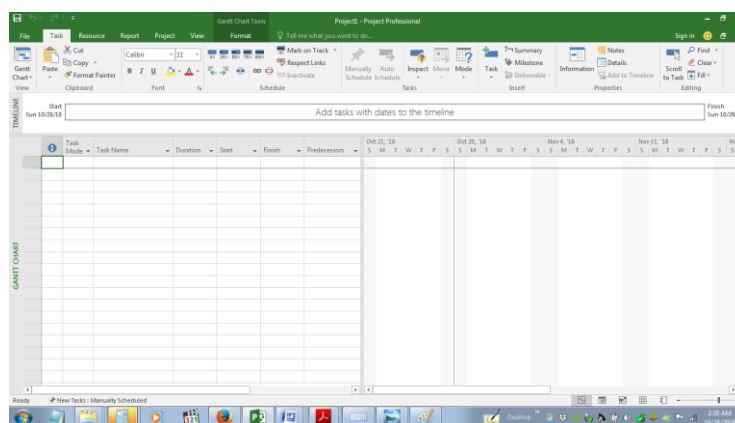 Gantt Chart Tools
Project1 - Project Professional
File Task Resource Report Project View Format Tell me what you want to do... Sign in
Gantt Chart
Paste
Cut
Copy
Format Painter
Calibri 11
B I U A
Mark on Track
Respect Links
Inactivate
Manually Schedule
Auto Schedule
Inspect
Move
Mode
Task
Summary
Milestone
Deliverable
Information
Notes
Details
Add to Timeline
Scroll to Task
Find
Clear
Fill
View Clipboard Font Schedule Tasks Insert Properties Editing
TIMELINE
Start
Sun 10/28/18
Add tasks with dates to the timeline
Finish
Sun 10/28
Task Mode Task Name Duration Start Finish Predecessors
Oct 21, '18 Oct 28, '18 Nov 4, '18 Nov 11, '18
S M T W T F S S M T W T F S S M T W T F S S M T W T F S S
GANTT CHART
Ready New Tasks : Manually Scheduled
Desktop
2:20 AM